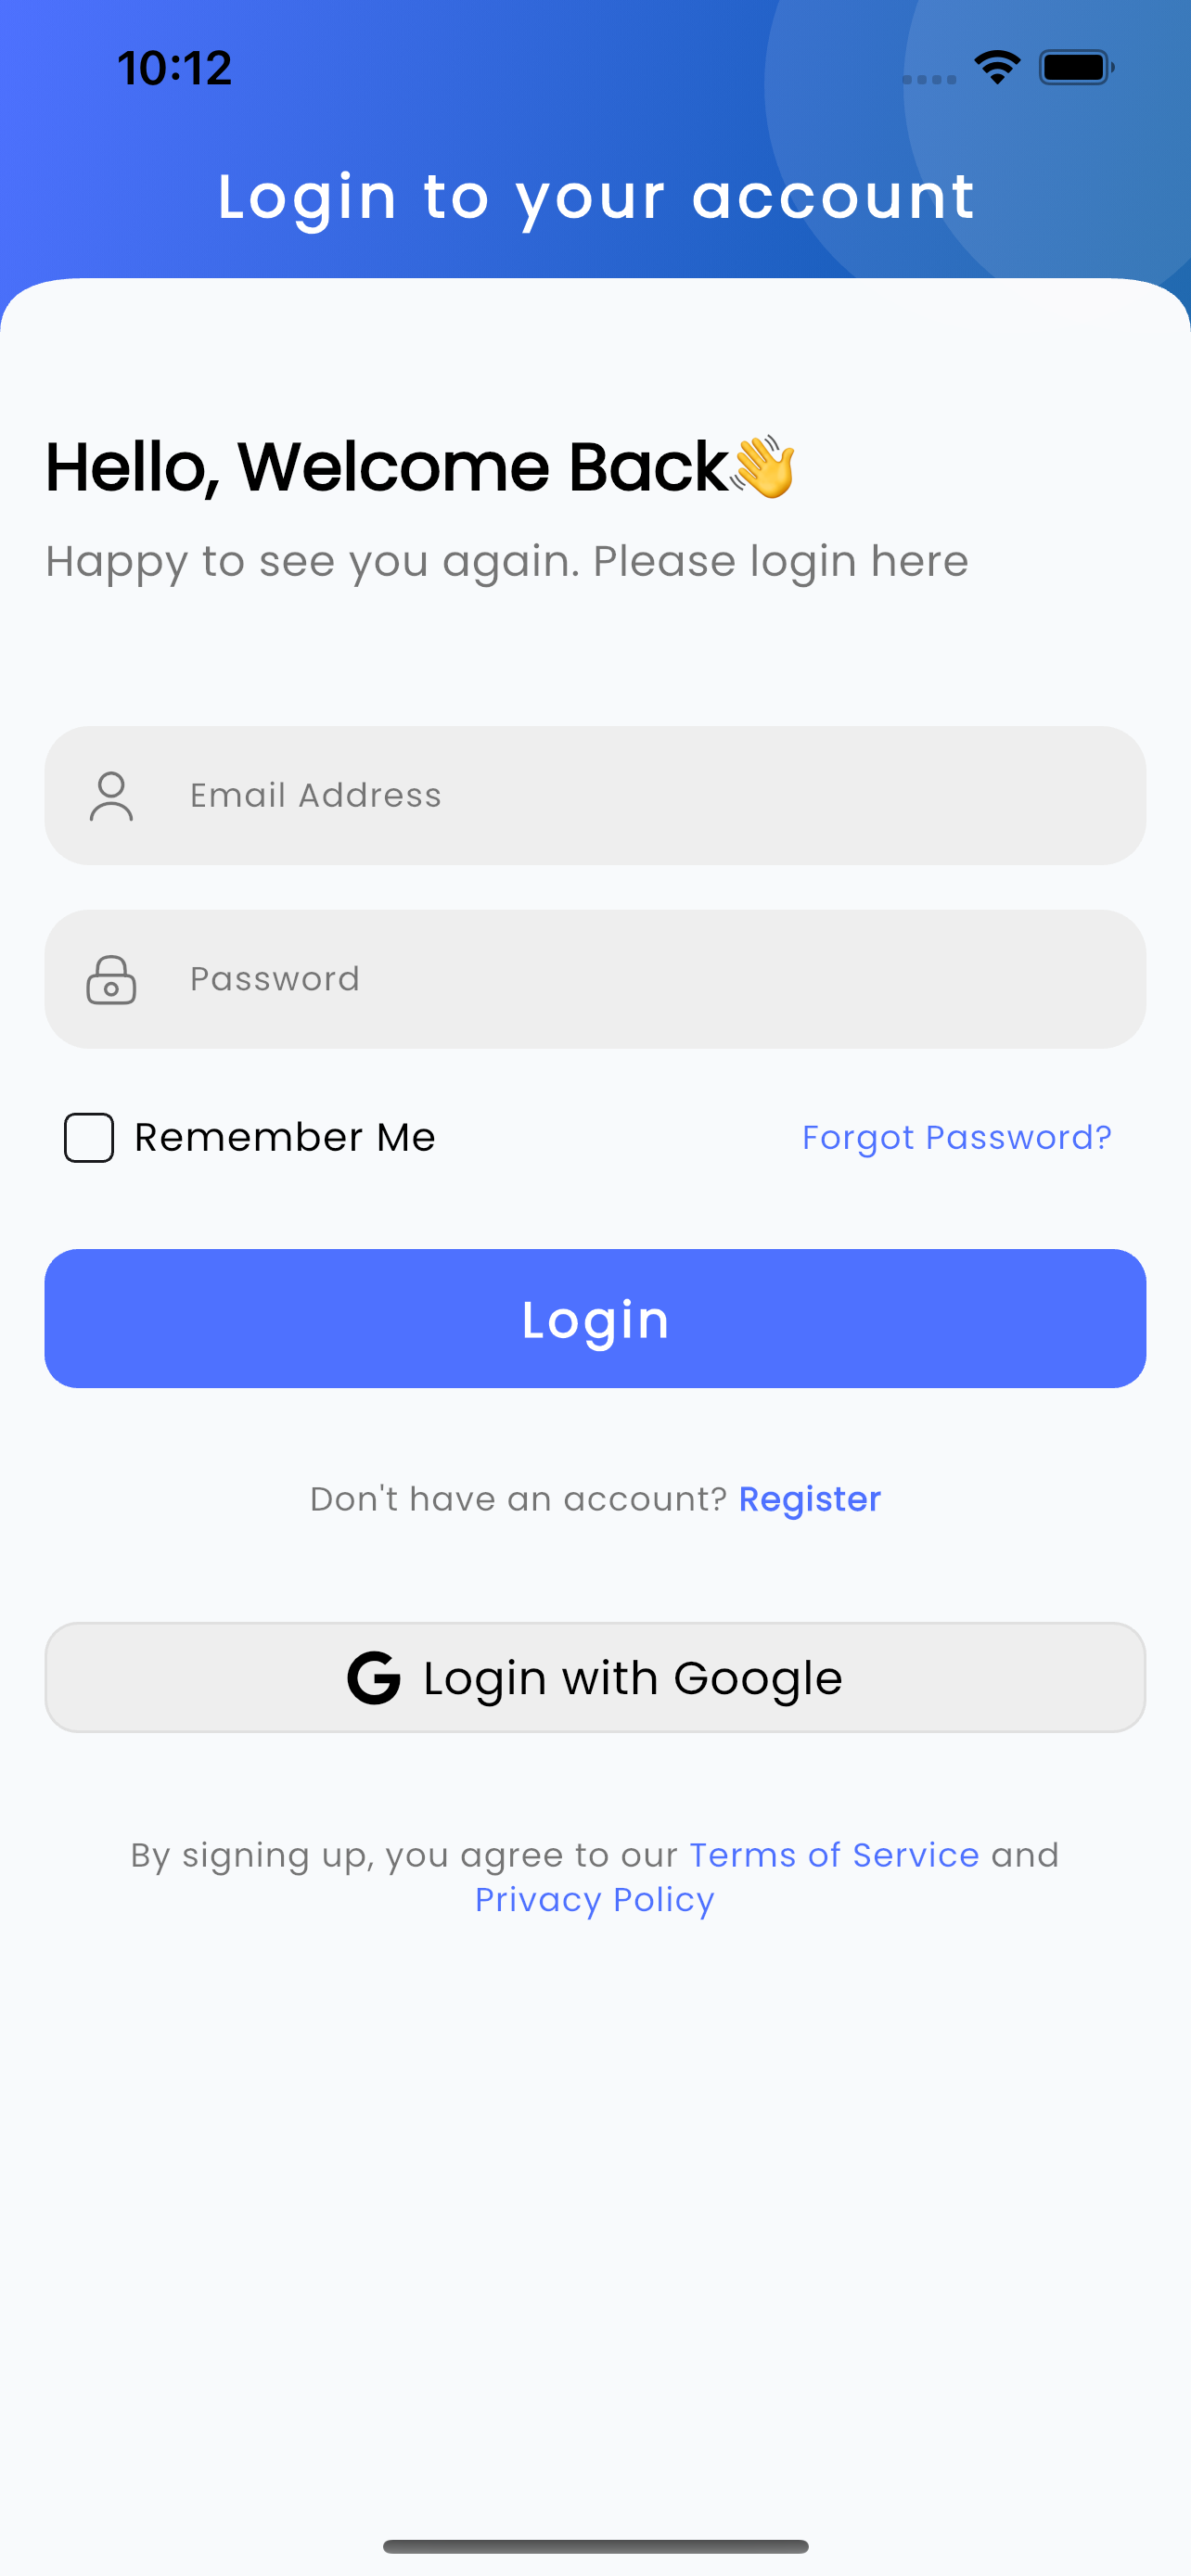 10:12
Login to your account
Hello, Welcome Back👋
Happy to see you again. Please login here
Email Address
Password
Remember Me
Forgot Password?
Login
Don't have an account? Register
Login with Google
By signing up, you agree to our Terms of Service and
Privacy Policy